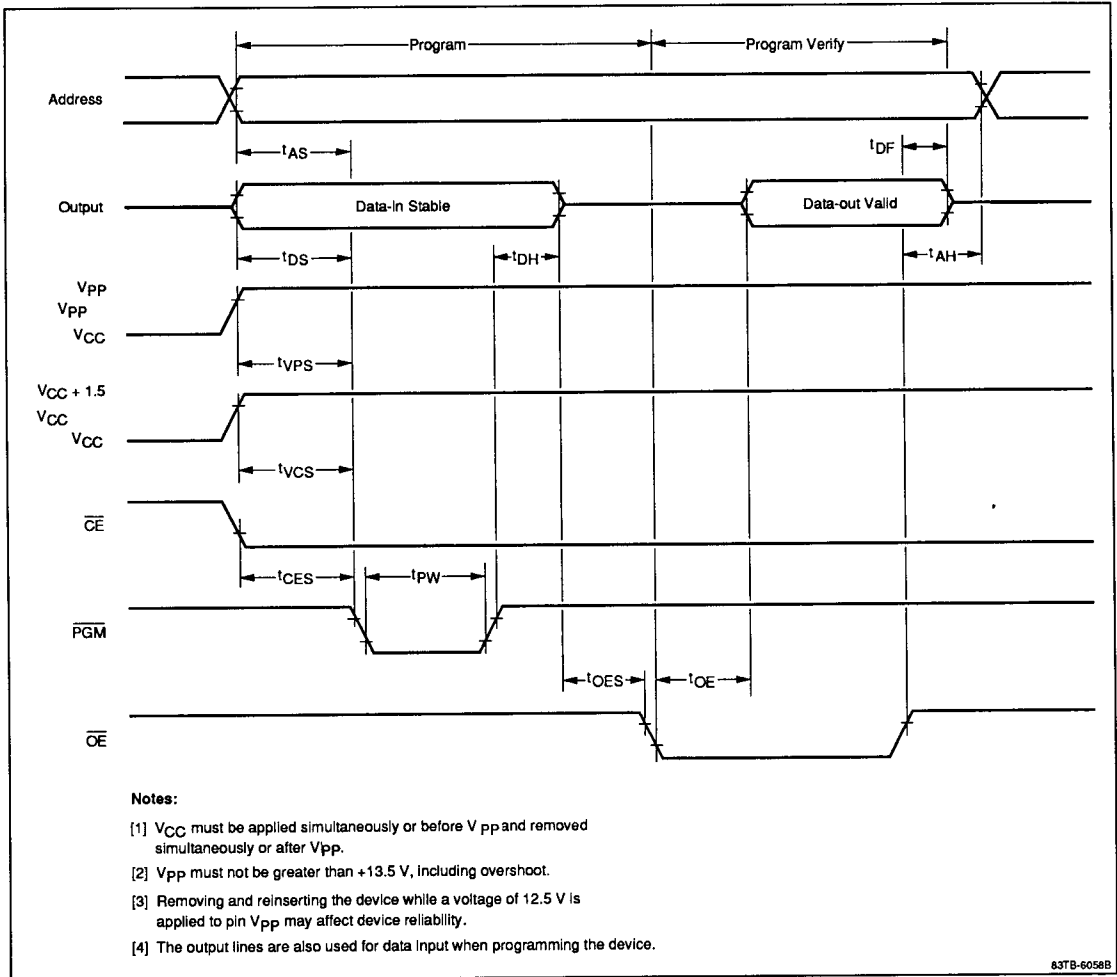 Program
Program Verify
Address
tAS
tDF
Output
Data-In Stable
Data-out Valid
tDS
tDH
tAH
VPP
VPP
VCC
tVPS
VCC + 1.5
VCC
VCC
tVCS
CE
tCES
tPW
PGM
tOES
tOE
OE
Notes:
[1] VCC must be applied simultaneously or before VPP and removed
simultaneously or after VPP.
[2] VPP must not be greater than +13.5 V, including overshoot.
[3] Removing and reinserting the device while a voltage of 12.5 V is
applied to pin VPP may affect device reliability.
[4] The output lines are also used for data input when programming the device.
83TB-6058B